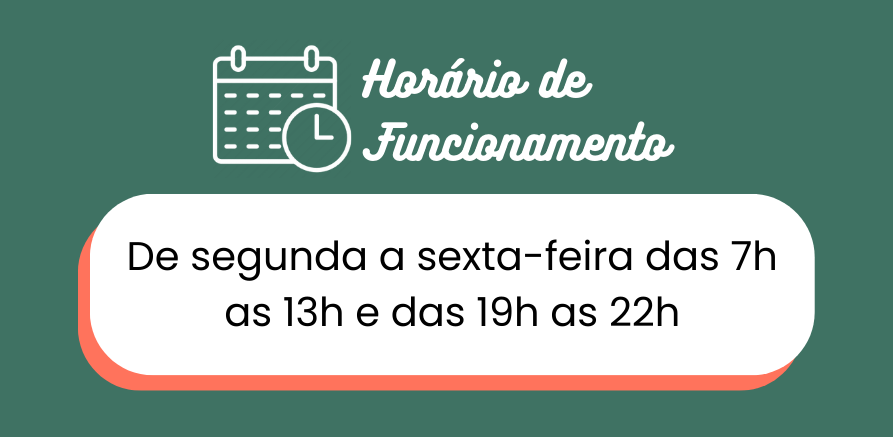 Horário de
Funcionamento
De segunda a sexta-feira das 7h
as 13h e das 19h as 22h